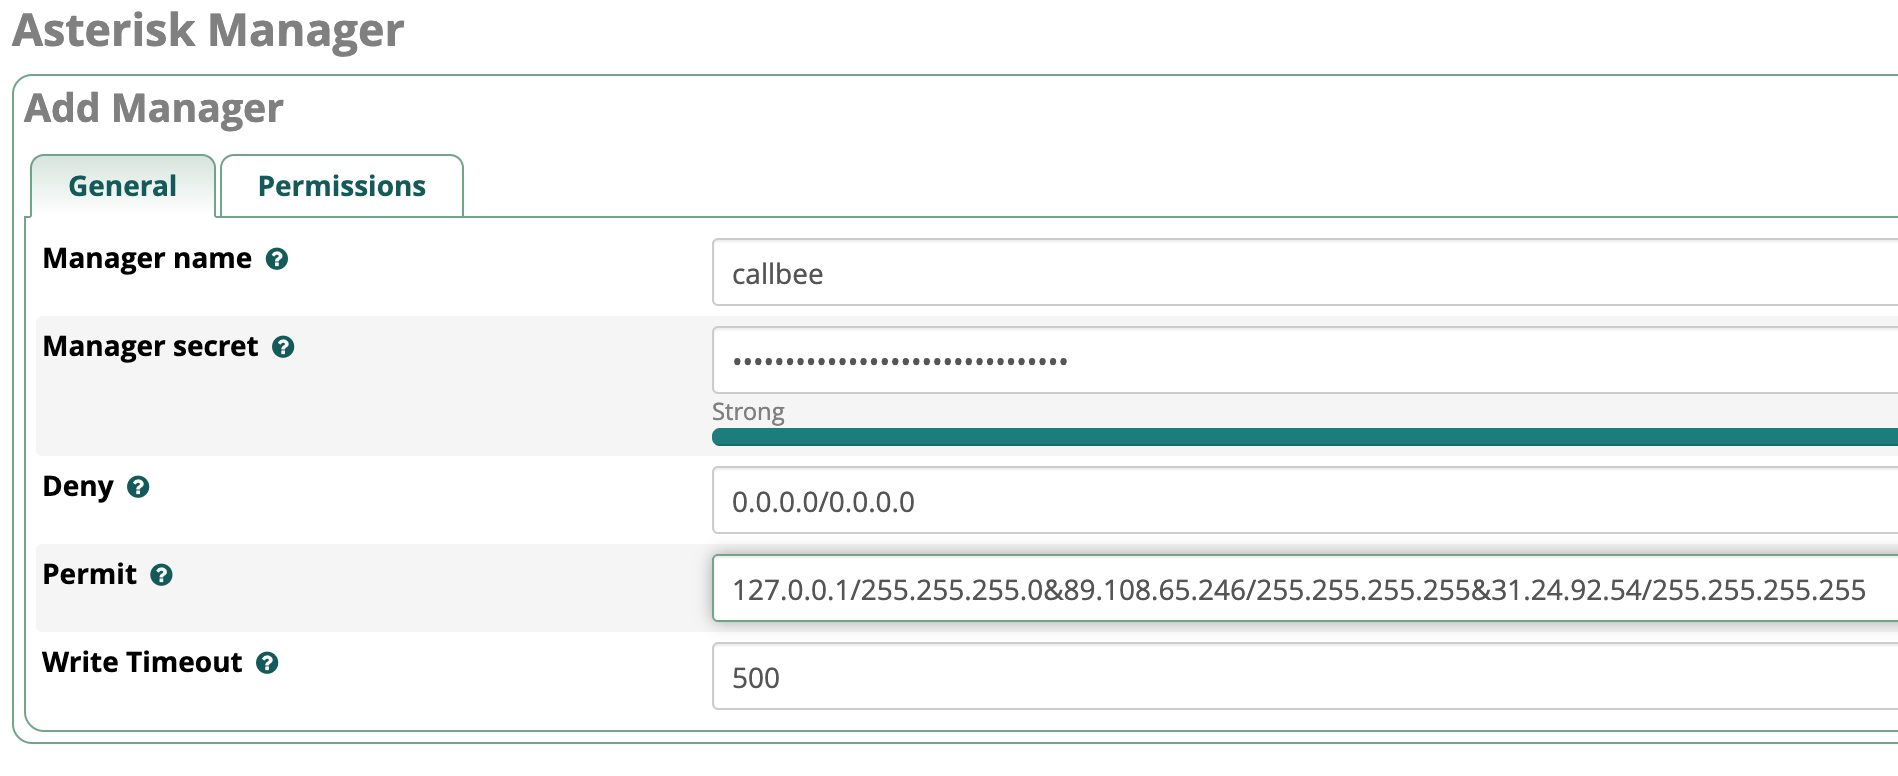 Asterisk Manager
Add Manager
General Permissions
Manager name callbee
Manager secret ••••••••••••••••••••••••••••••••
Strong
Deny 0.0.0.0/0.0.0.0
Permit 127.0.0.1/255.255.255.0&89.108.65.246/255.255.255.255&31.24.92.54/255.255.255.255
Write Timeout 500